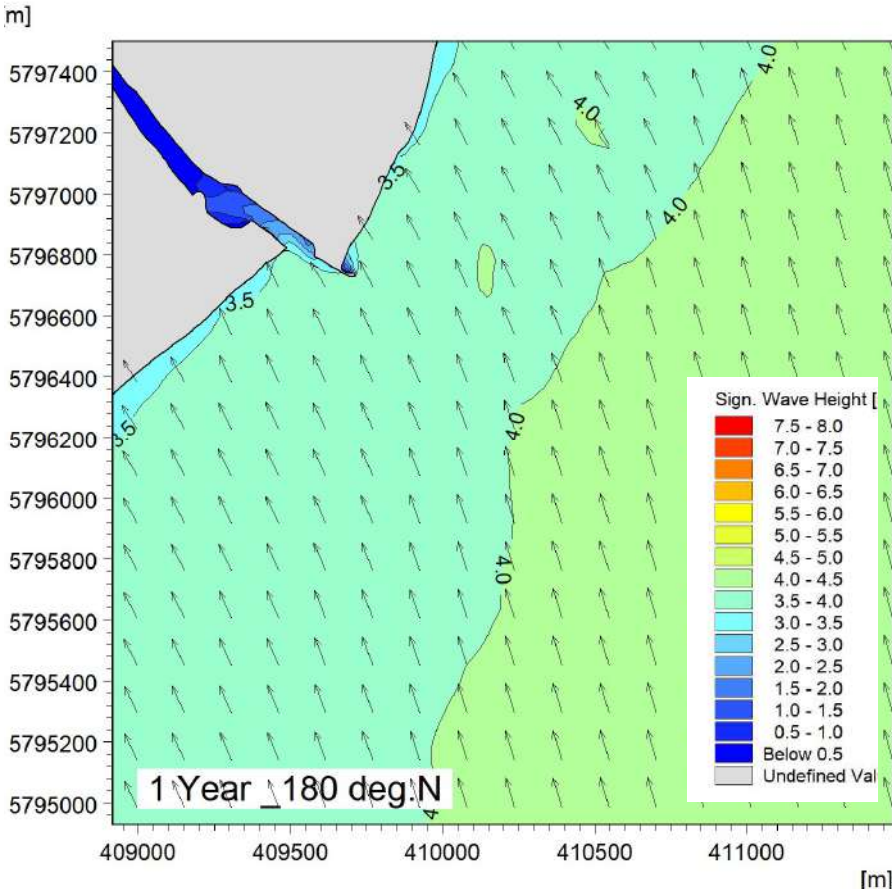 [m]
5797400
5797200
5797000
5796800
5796600
5796400
5796200
5796000
5795800
5795600
5795400
5795200
5795000
4.0
4.0
4.0
3.5
3.5
3.5
4.0
4.0
4
Sign. Wave Height [
7.5 - 8.0
7.0 - 7.5
6.5 - 7.0
6.0 - 6.5
5.5 - 6.0
5.0 - 5.5
4.5 - 5.0
4.0 - 4.5
3.5 - 4.0
3.0 - 3.5
2.5 - 3.0
2.0 - 2.5
1.5 - 2.0
1.0 - 1.5
0.5 - 1.0
Below 0.5
Undefined Val
1 Year _180 deg.N
409000 409500 410000 410500 411000
[m]